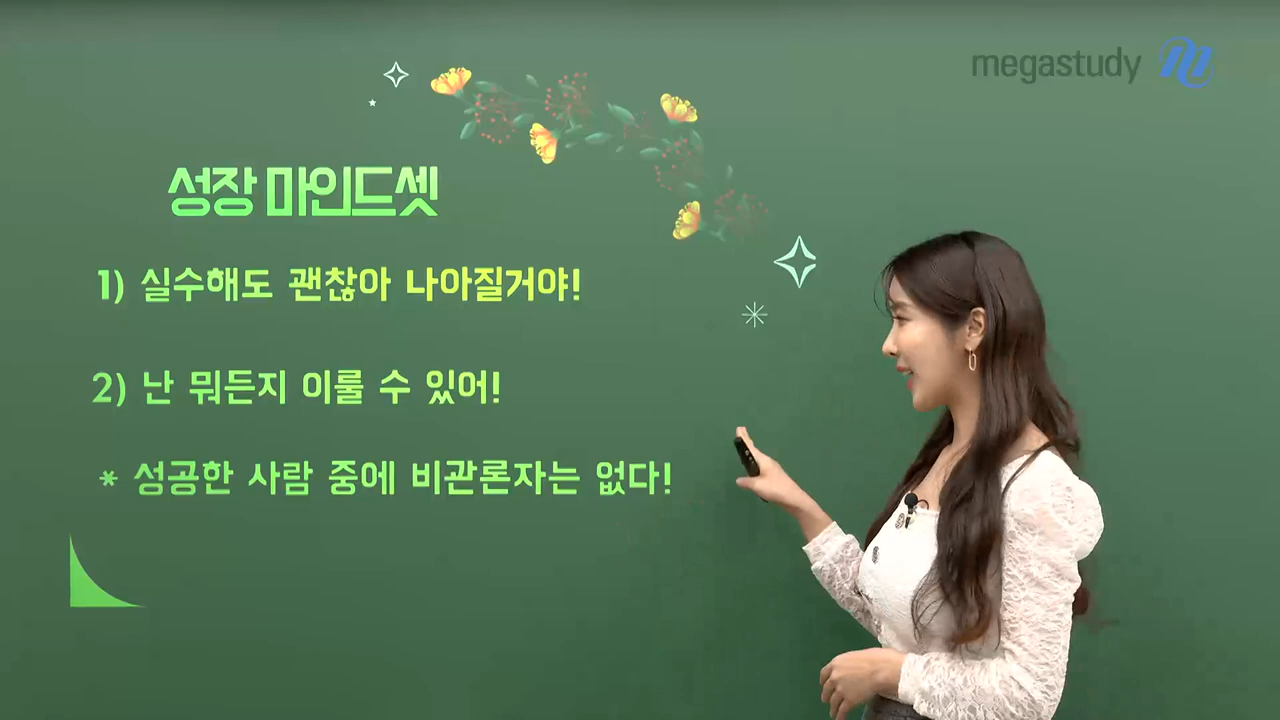 megastudy
성장 마인드셋
1) 실수해도 괜찮아 나아질거야!
2) 난 뭐든지 이룰 수 있어!
* 성공한 사람 중에 비관론자는 없다!